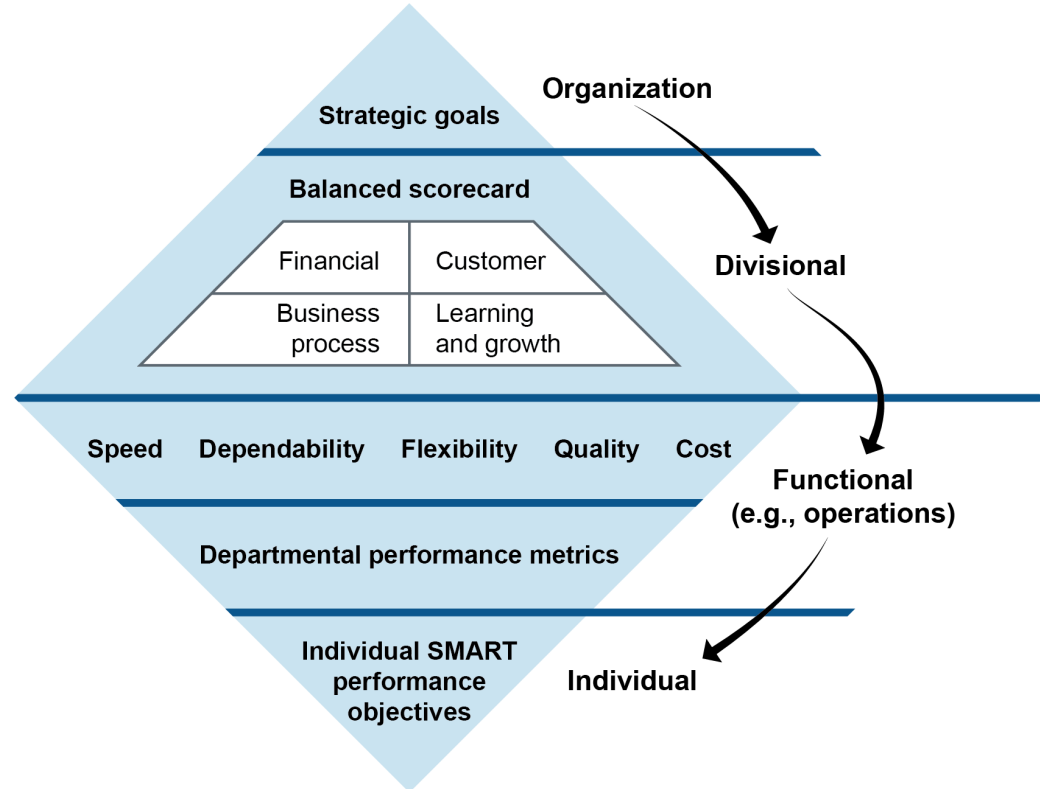 Organization
Strategic goals
Balanced scorecard
Financial
Customer
Divisional
Business
process
Learning
and growth
Speed Dependability Flexibility Quality Cost
Functional
(e.g., operations)
Departmental performance metrics
Individual SMART
performance
objectives
Individual